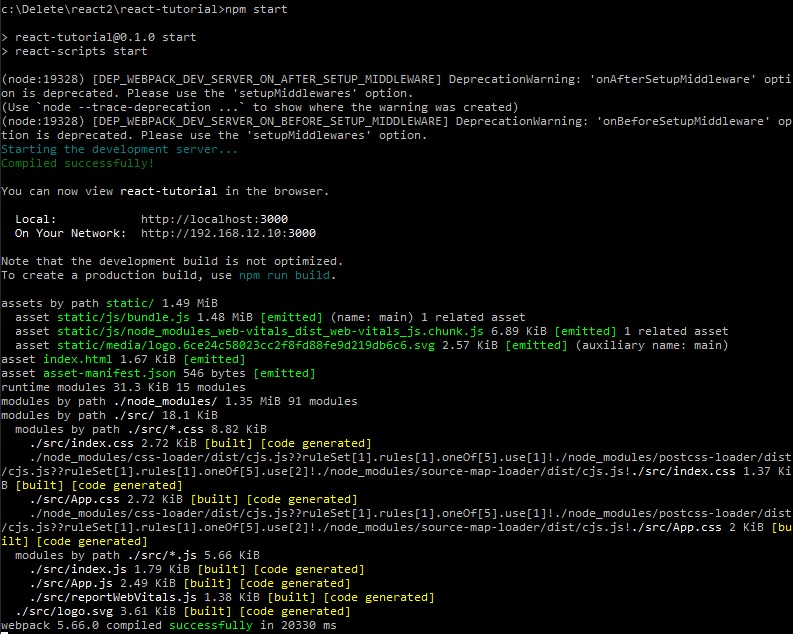 c:\Delete\react2\react-tutorial>npm start
> react-tutorial@0.1.0 start
> react-scripts start
(node:19328) [DEP_WEBPACK_DEV_SERVER_ON_AFTER_SETUP_MIDDLEWARE] DeprecationWarning: 'onAfterSetupMiddleware' opti
on is deprecated. Please use the 'setupMiddlewares' option.
(Use `node --trace-deprecation ...` to show where the warning was created)
(node:19328) [DEP_WEBPACK_DEV_SERVER_ON_BEFORE_SETUP_MIDDLEWARE] DeprecationWarning: 'onBeforeSetupMiddleware' op
tion is deprecated. Please use the 'setupMiddlewares' option.
Starting the development server...
Compiled successfully!
You can now view react-tutorial in the browser.
Local: http://localhost:3000
On Your Network: http://192.168.12.10:3000
Note that the development build is not optimized.
To create a production build, use npm run build.
assets by path static/ 1.49 MiB
asset static/js/bundle.js 1.48 MiB [emitted] (name: main) 1 related asset
asset static/js/node_modules_web-vitals_dist_web-vitals_js.chunk.js 6.89 KiB [emitted] 1 related asset
asset static/media/logo.6ce24c58023cc2f8fd88fe9d219db6c6.svg 2.57 KiB [emitted] (auxiliary name: main)
asset index.html 1.67 KiB [emitted]
asset asset-manifest.json 546 bytes [emitted]
runtime modules 31.3 KiB 15 modules
modules by path ./node_modules/ 1.35 MiB 91 modules
modules by path ./src/ 18.1 KiB
modules by path ./src/*.css 8.82 KiB
./src/index.css 2.72 KiB [built] [code generated]
./node_modules/css-loader/dist/cjs.js??ruleSet[1].rules[1].oneOf[5].use[1]!./node_modules/postcss-loader/dist
/cjs.js??ruleSet[1].rules[1].oneOf[5].use[2]!./node_modules/source-map-loader/dist/cjs.js!./src/index.css 1.37 Ki
B [built] [code generated]
./src/App.css 2.72 KiB [built] [code generated]
./node_modules/css-loader/dist/cjs.js??ruleSet[1].rules[1].oneOf[5].use[1]!./node_modules/postcss-loader/dist
/cjs.js??ruleSet[1].rules[1].oneOf[5].use[2]!./node_modules/source-map-loader/dist/cjs.js!./src/App.css 2 KiB [bu
ilt] [code generated]
modules by path ./src/*.js 5.66 KiB
./src/index.js 1.79 KiB [built] [code generated]
./src/App.js 2.49 KiB [built] [code generated]
./src/reportWebVitals.js 1.38 KiB [built] [code generated]
./src/logo.svg 3.61 KiB [built] [code generated]
webpack 5.66.0 compiled successfully in 20330 ms